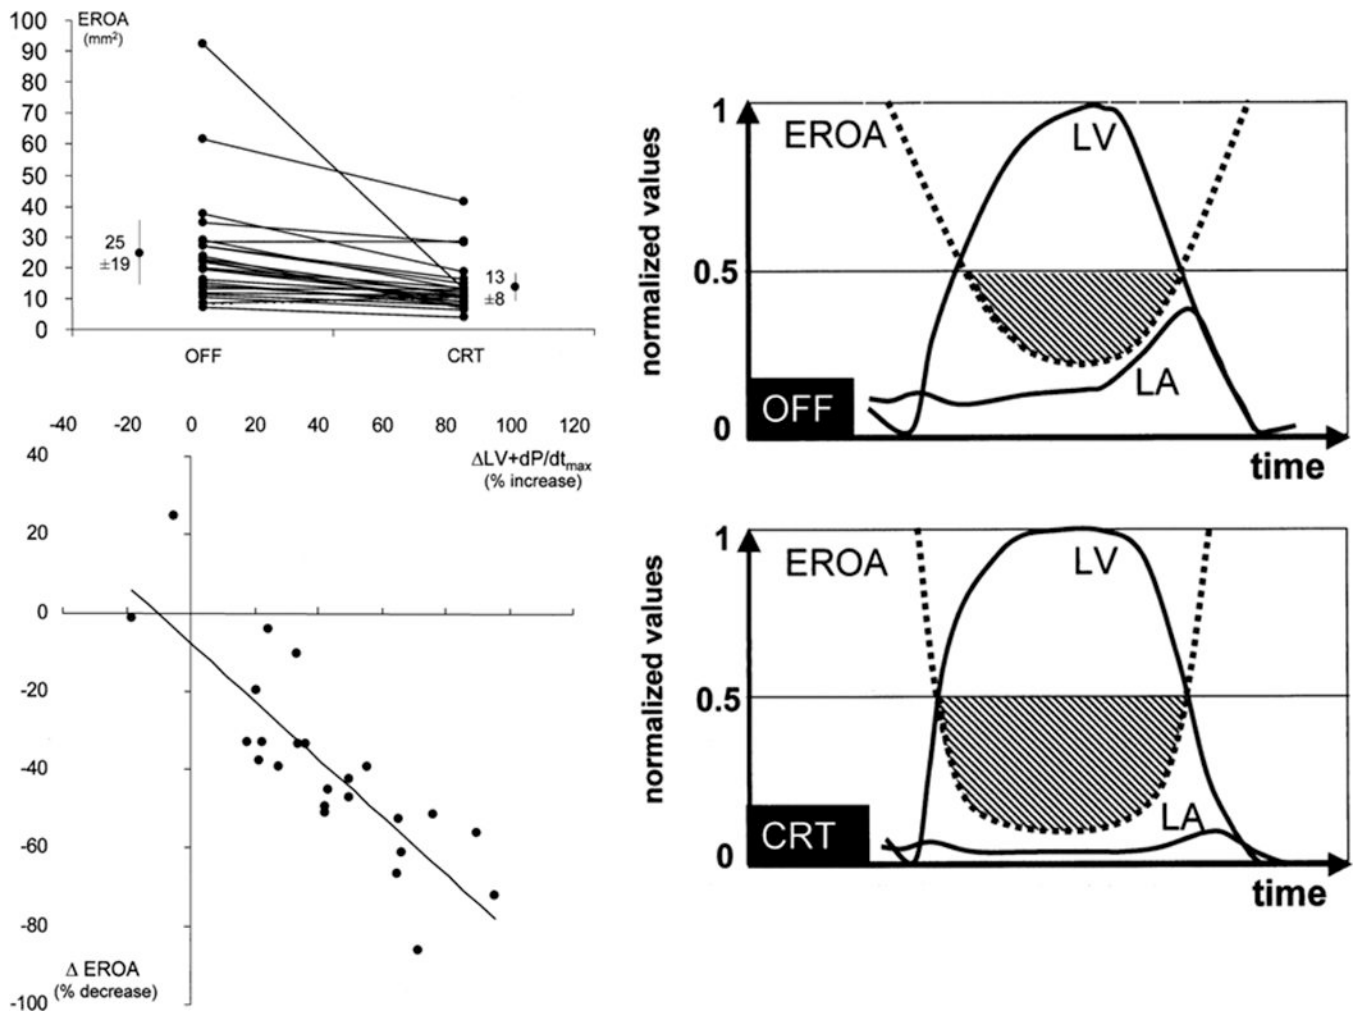 100
EROA
(mm²)
90
80
70
60
50
40
30
20
10
0
25
±19
13
±8
OFF
CRT
-40
-20
0
20
40
60
80
100
120
ΔLV+dP/dtmax
(% increase)
40
20
0
-20
-40
-60
-80
-100
Δ EROA
(% decrease)
normalized values
1
0.5
0
EROA
LV
LA
OFF
time
normalized values
1
0.5
0
EROA
LV
LA
CRT
time